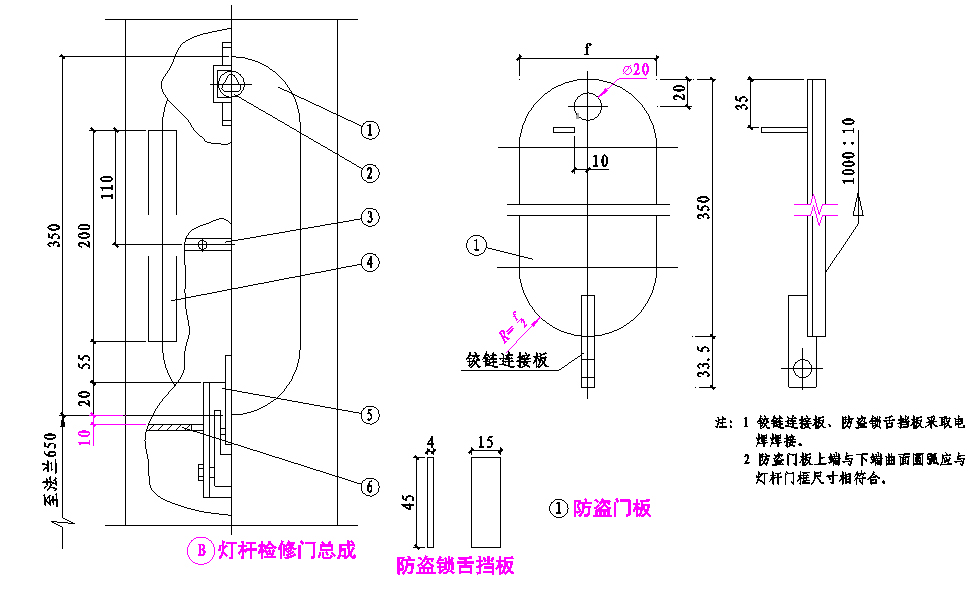 350
200
110
55
20
10
至法兰650
1
2
3
4
5
6
B 灯杆检修门总成
f
⌀20
20
10
350
33.5
1
R=f/2
铰链连接板
35
1000:10
4
15
45
防盗锁舌挡板
1 防盗门板
注: 1 铰链连接板、防盗锁舌挡板采取电
焊焊接。
2 防盗门板上端与下端曲面圆弧应与
灯杆门框尺寸相符合。